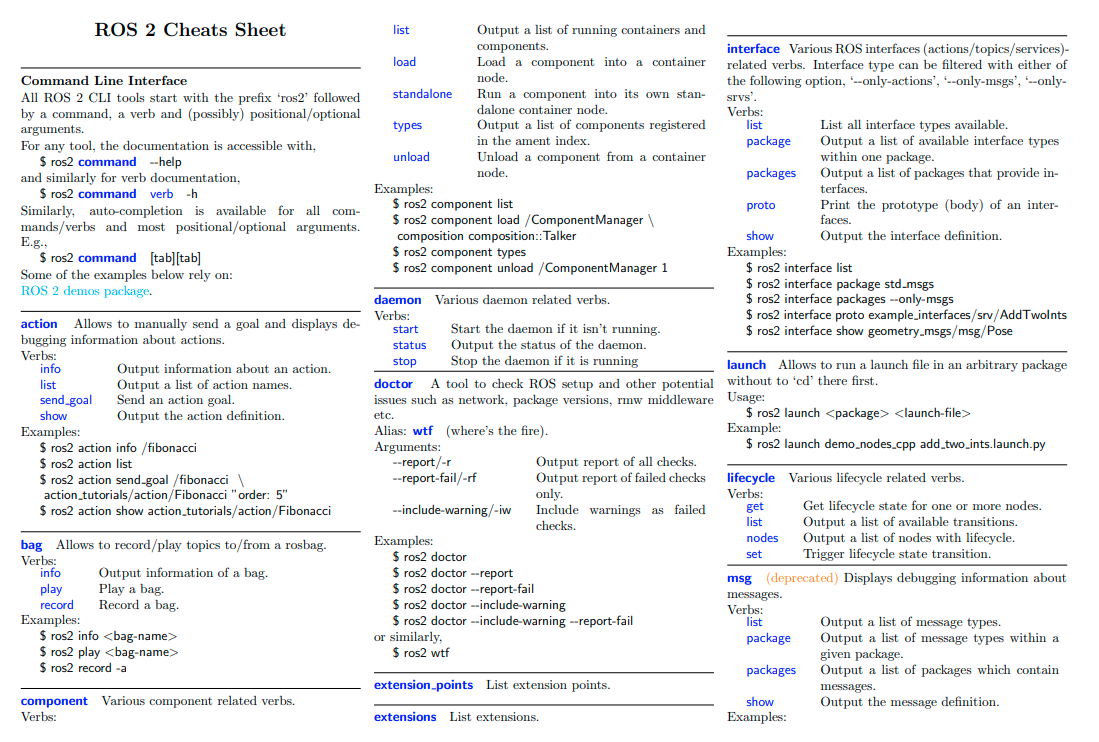 ROS 2 Cheats Sheet
Command Line Interface
All ROS 2 CLI tools start with the prefix 'ros2' followed
by a command, a verb and (possibly) positional/optional
arguments.
For any tool, the documentation is accessible with,
$ ros2 command --help
and similarly for verb documentation,
$ ros2 command verb -h
Similarly, auto-completion is available for all com-
mands/verbs and most positional/optional arguments.
E.g.,
$ ros2 command [tab][tab]
Some of the examples below rely on:
ROS 2 demos package.
action Allows to manually send a goal and displays de-
bugging information about actions.
Verbs:
info Output information about an action.
list Output a list of action names.
send_goal Send an action goal.
show Output the action definition.
Examples:
$ ros2 action info /fibonacci
$ ros2 action list
$ ros2 action send_goal /fibonacci \
action_tutorials/action/Fibonacci "order: 5"
$ ros2 action show action_tutorials/action/Fibonacci
bag Allows to record/play topics to/from a rosbag.
Verbs:
info Output information of a bag.
play Play a bag.
record Record a bag.
Examples:
$ ros2 info <bag-name>
$ ros2 play <bag-name>
$ ros2 record -a
component Various component related verbs.
Verbs:
list Output a list of running containers and
components.
load Load a component into a container
node.
standalone Run a component into its own stan-
dalone container node.
types Output a list of components registered
in the ament index.
unload Unload a component from a container
node.
Examples:
$ ros2 component list
$ ros2 component load /ComponentManager \
composition composition::Talker
$ ros2 component types
$ ros2 component unload /ComponentManager 1
daemon Various daemon related verbs.
Verbs:
start Start the daemon if it isn't running.
status Output the status of the daemon.
stop Stop the daemon if it is running
doctor A tool to check ROS setup and other potential
issues such as network, package versions, rmw middleware
etc.
Alias: wtf (where's the fire).
Arguments:
--report/-r Output report of all checks.
--report-fail/-rf Output report of failed checks
only.
--include-warning/-iw Include warnings as failed
checks.
Examples:
$ ros2 doctor
$ ros2 doctor --report
$ ros2 doctor --report-fail
$ ros2 doctor --include-warning
$ ros2 doctor --include-warning --report-fail
or similarly,
$ ros2 wtf
extension_points List extension points.
extensions List extensions.
interface Various ROS interfaces (actions/topics/services)-
related verbs. Interface type can be filtered with either of
the following option, '--only-actions', '--only-msgs', '--only-
srvs'.
Verbs:
list List all interface types available.
package Output a list of available interface types
within one package.
packages Output a list of packages that provide in-
terfaces.
proto Print the prototype (body) of an inter-
faces.
show Output the interface definition.
Examples:
$ ros2 interface list
$ ros2 interface package std_msgs
$ ros2 interface packages --only-msgs
$ ros2 interface proto example_interfaces/srv/AddTwoInts
$ ros2 interface show geometry_msgs/msg/Pose
launch Allows to run a launch file in an arbitrary package
without to 'cd' there first.
Usage:
$ ros2 launch <package> <launch-file>
Example:
$ ros2 launch demo_nodes_cpp add_two_ints.launch.py
lifecycle Various lifecycle related verbs.
Verbs:
get Get lifecycle state for one or more nodes.
list Output a list of available transitions.
nodes Output a list of nodes with lifecycle.
set Trigger lifecycle state transition.
msg (deprecated) Displays debugging information about
messages.
Verbs:
list Output a list of message types.
package Output a list of message types within a
given package.
packages Output a list of packages which contain
messages.
show Output the message definition.
Examples: